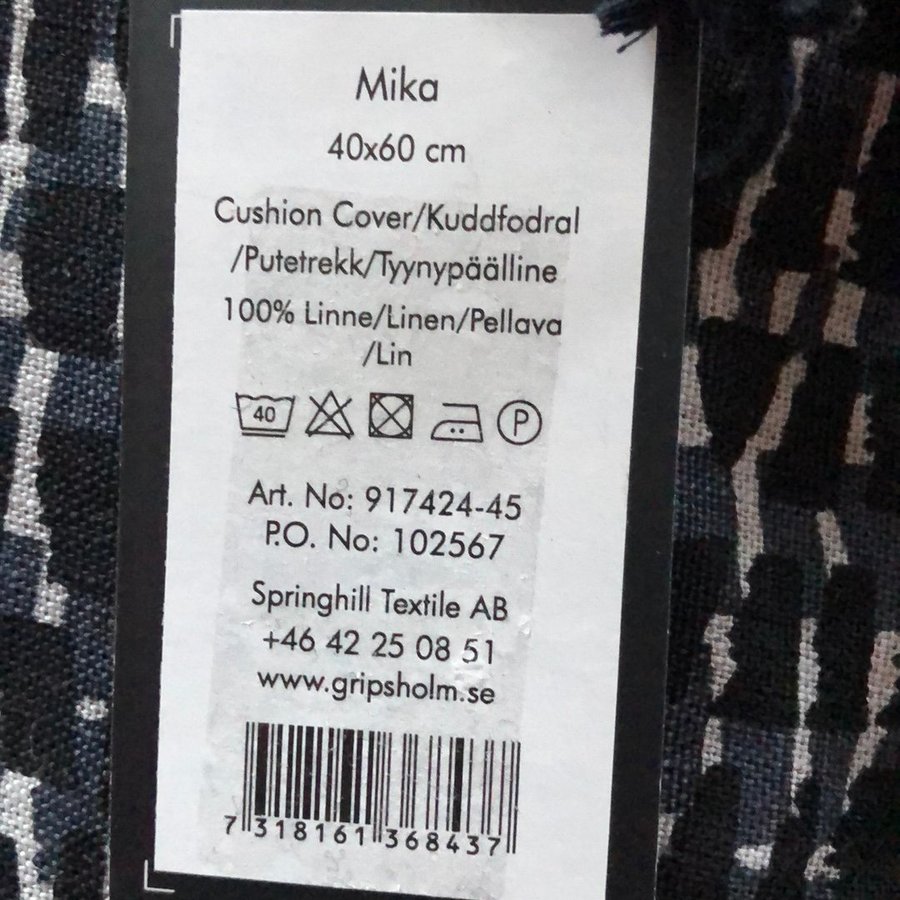 Mika
40x60 cm
Cushion Cover/Kuddfodral
/Putetrekk/Tyynypäälline
100% Linne/Linen/Pellava
/Lin
40 P
Art. No: 917424-45
P.O. No: 102567
Springhill Textile AB
+46 42 25 08 51
www.gripsholm.se
7 318161 368437